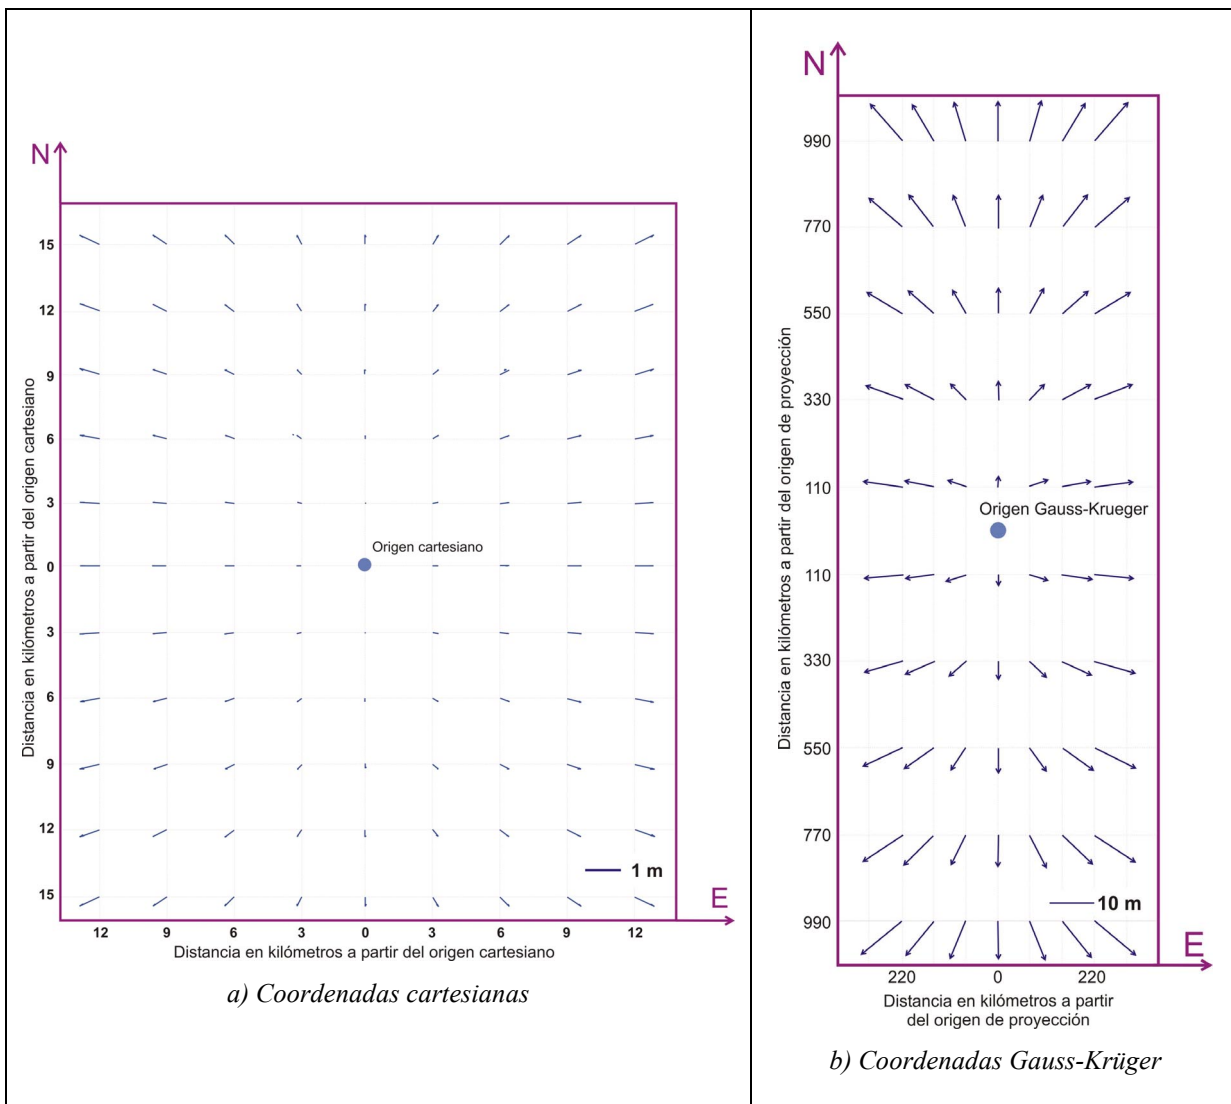 N
15
12
9
6
3
0
3
6
9
12
15
Distancia en kilómetros a partir del origen cartesiano
Origen cartesiano
1 m
E
12 9 6 3 0 3 6 9 12
Distancia en kilómetros a partir del origen cartesiano
a) Coordenadas cartesianas
N
990
770
550
330
110
110
330
550
770
990
Distancia en kilómetros a partir del origen de proyección
Origen Gauss-Krueger
10 m
E
220 0 220
Distancia en kilómetros a partir
del origen de proyección
b) Coordenadas Gauss-Krüger